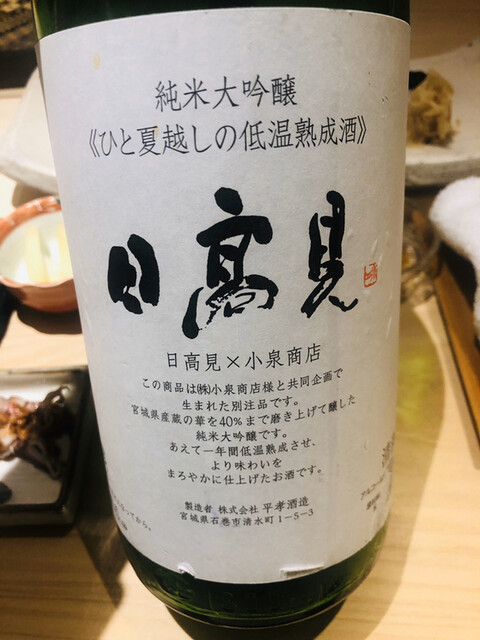 純米大吟醸
《ひと夏越しの低温熟成酒》
日高見
日高見×小泉商店
この商品は㈱小泉商店様と共同企画で
生まれた別注品です。
宮城県産蔵の華を40%まで磨き上げて醸した
純米大吟醸です。
あえて一年間低温熟成させ、
より味わいを
まろやかに仕上げたお酒です。
製造者 株式会社 平孝酒造
宮城県石巻市清水町1-5-3
なってから。